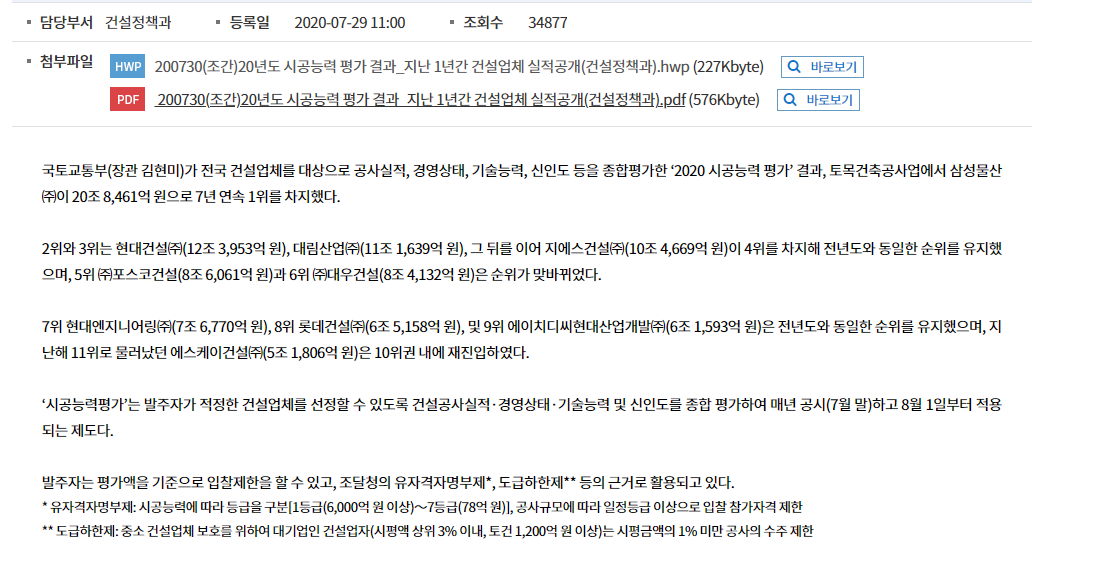 담당부서 건설정책과 등록일 2020-07-29 11:00 조회수 34877
첨부파일 HWP 200730(조간)20년도 시공능력 평가 결과_지난 1년간 건설업체 실적공개(건설정책과).hwp (227Kbyte) 바로보기
PDF 200730(조간)20년도 시공능력 평가 결과_지난 1년간 건설업체 실적공개(건설정책과).pdf (576Kbyte) 바로보기
국토교통부(장관 김현미)가 전국 건설업체를 대상으로 공사실적, 경영상태, 기술능력, 신인도 등을 종합평가한 ‘2020 시공능력 평가’ 결과, 토목건축공사업에서 삼성물산
㈜이 20조 8,461억 원으로 7년 연속 1위를 차지했다.
2위와 3위는 현대건설㈜(12조 3,953억 원), 대림산업㈜(11조 1,639억 원), 그 뒤를 이어 지에스건설㈜(10조 4,669억 원)이 4위를 차지해 전년도와 동일한 순위를 유지했
으며, 5위 ㈜포스코건설(8조 6,061억 원)과 6위 ㈜대우건설(8조 4,132억 원)은 순위가 맞바뀌었다.
7위 현대엔지니어링㈜(7조 6,770억 원), 8위 롯데건설㈜(6조 5,158억 원), 및 9위 에이치디씨현대산업개발㈜(6조 1,593억 원)은 전년도와 동일한 순위를 유지했으며, 지
난해 11위로 물러났던 에스케이건설㈜(5조 1,806억 원)은 10위권 내에 재진입하였다.
‘시공능력평가’는 발주자가 적정한 건설업체를 선정할 수 있도록 건설공사실적·경영상태·기술능력 및 신인도를 종합 평가하여 매년 공시(7월 말)하고 8월 1일부터 적용
되는 제도다.
발주자는 평가액을 기준으로 입찰제한을 할 수 있고, 조달청의 유자격자명부제*, 도급하한제** 등의 근거로 활용되고 있다.
* 유자격자명부제: 시공능력에 따라 등급을 구분[1등급(6,000억 원 이상)～7등급(78억 원)], 공사규모에 따라 일정등급 이상으로 입찰 참가자격 제한
** 도급하한제: 중소 건설업체 보호를 위하여 대기업인 건설업자(시평액 상위 3% 이내, 토건 1,200억 원 이상)는 시평금액의 1% 미만 공사의 수주 제한